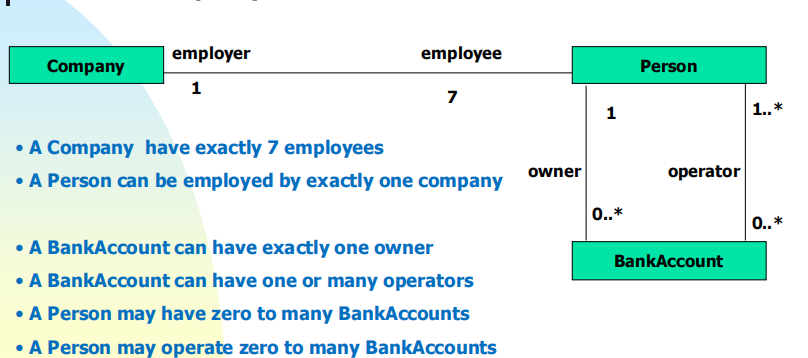 employer
employee
Company
Person
1
7
1
1..*
• A Company have exactly 7 employees
• A Person can be employed by exactly one company
owner
operator
0..*
0..*
• A BankAccount can have exactly one owner
BankAccount
• A BankAccount can have one or many operators
• A Person may have zero to many BankAccounts
• A Person may operate zero to many BankAccounts